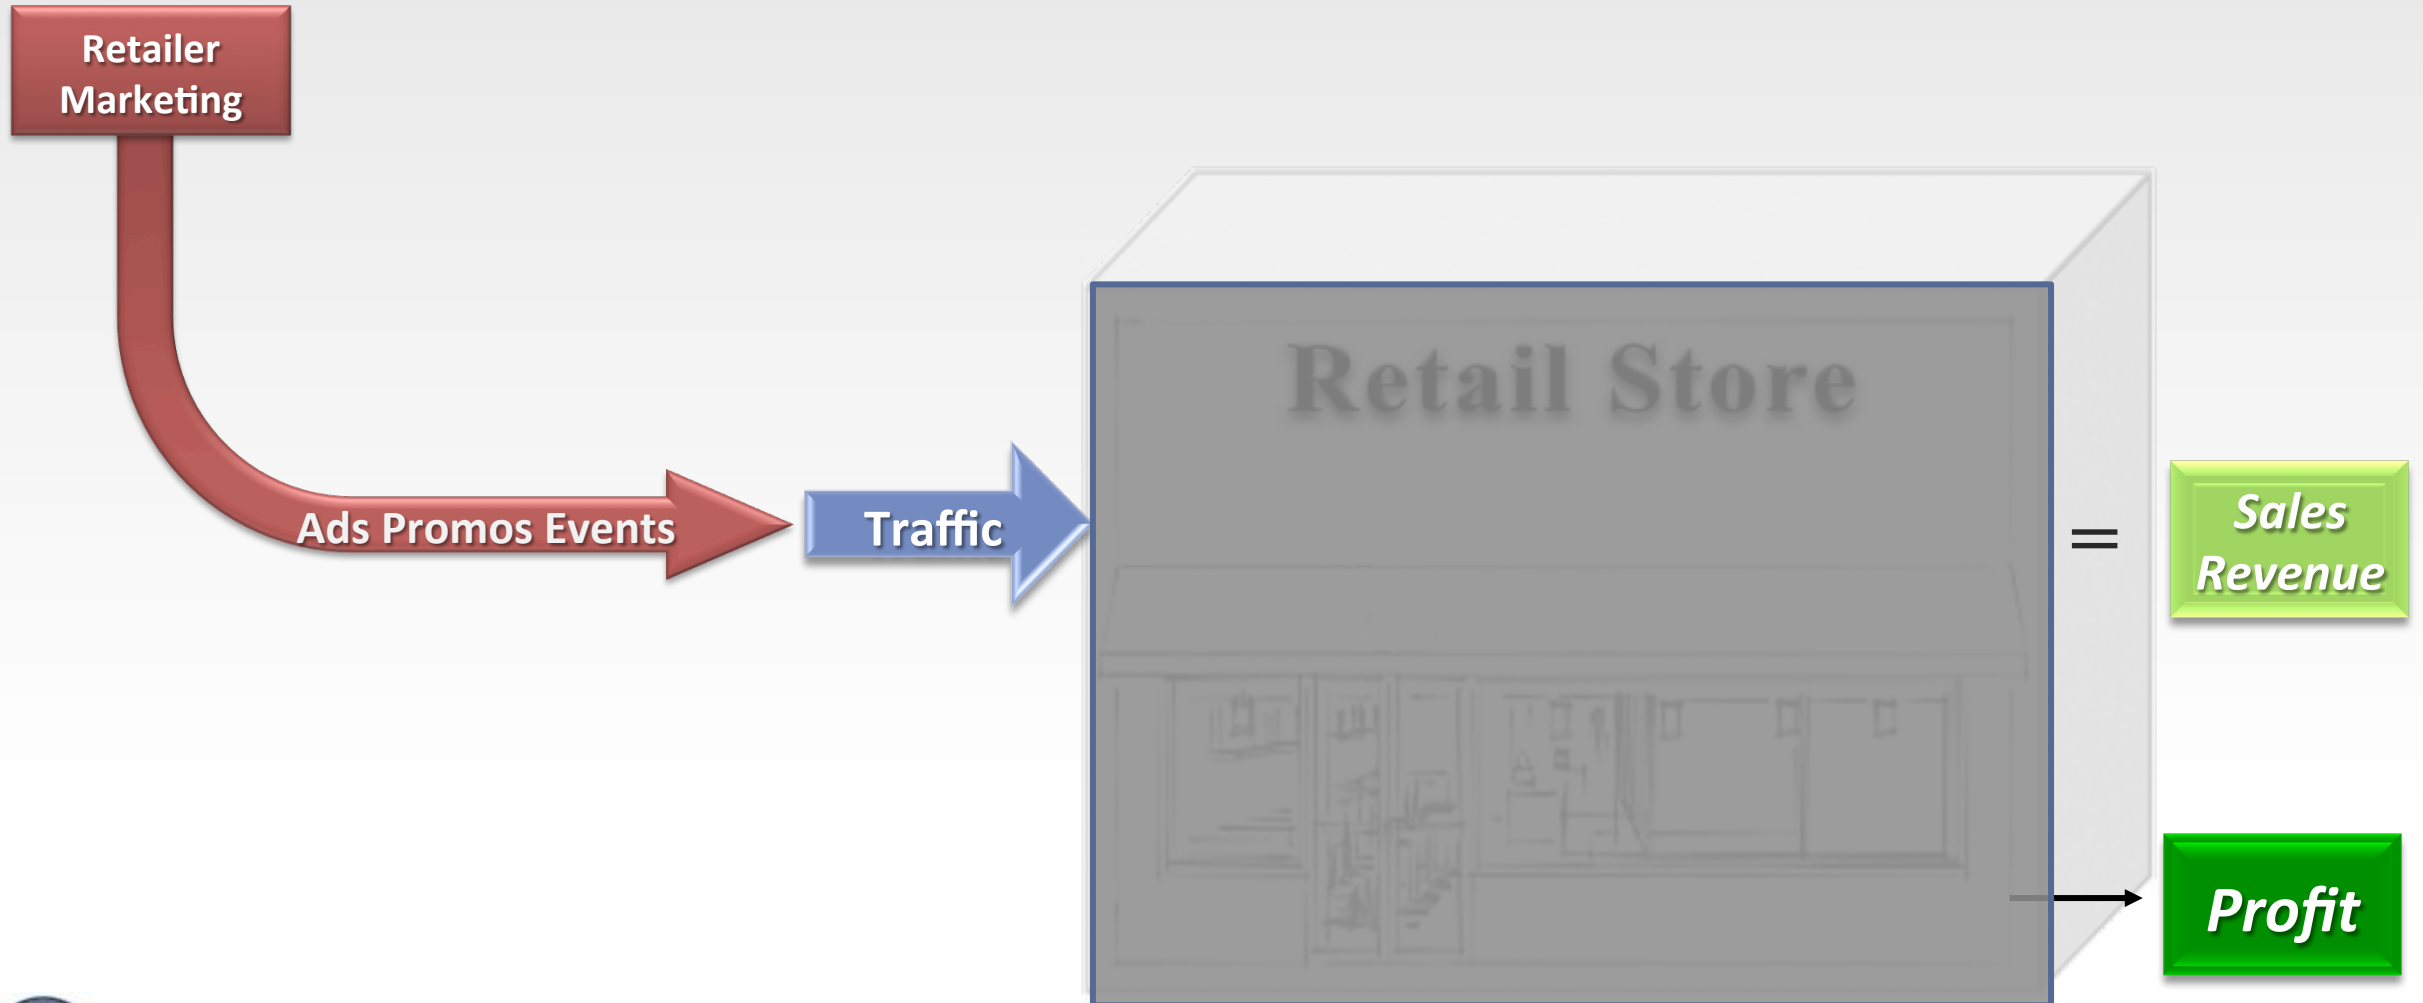 Retailer
Marketing
Retail Store
Ads Promos Events
Traffic
=
Sales
Revenue
Profit